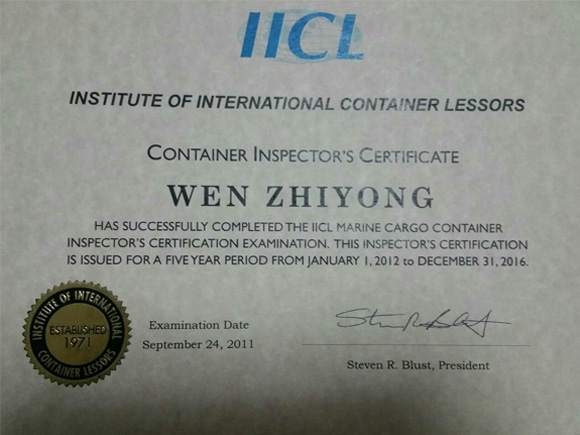 IICL
INSTITUTE OF INTERNATIONAL CONTAINER LESSORS
CONTAINER INSPECTOR'S CERTIFICATE
WEN ZHIYONG
HAS SUCCESSFULLY COMPLETED THE IICL MARINE CARGO CONTAINER
INSPECTOR'S CERTIFICATION EXAMINATION. THIS INSPECTOR'S CERTIFICATION
IS ISSUED FOR A FIVE YEAR PERIOD FROM JANUARY 1, 2012 to DECEMBER 31, 2016.
INSTITUTE OF INTERNATIONAL
ESTABLISHED
1971
CONTAINER LESSORS
Examination Date
September 24, 2011
Steven R. Blust, President